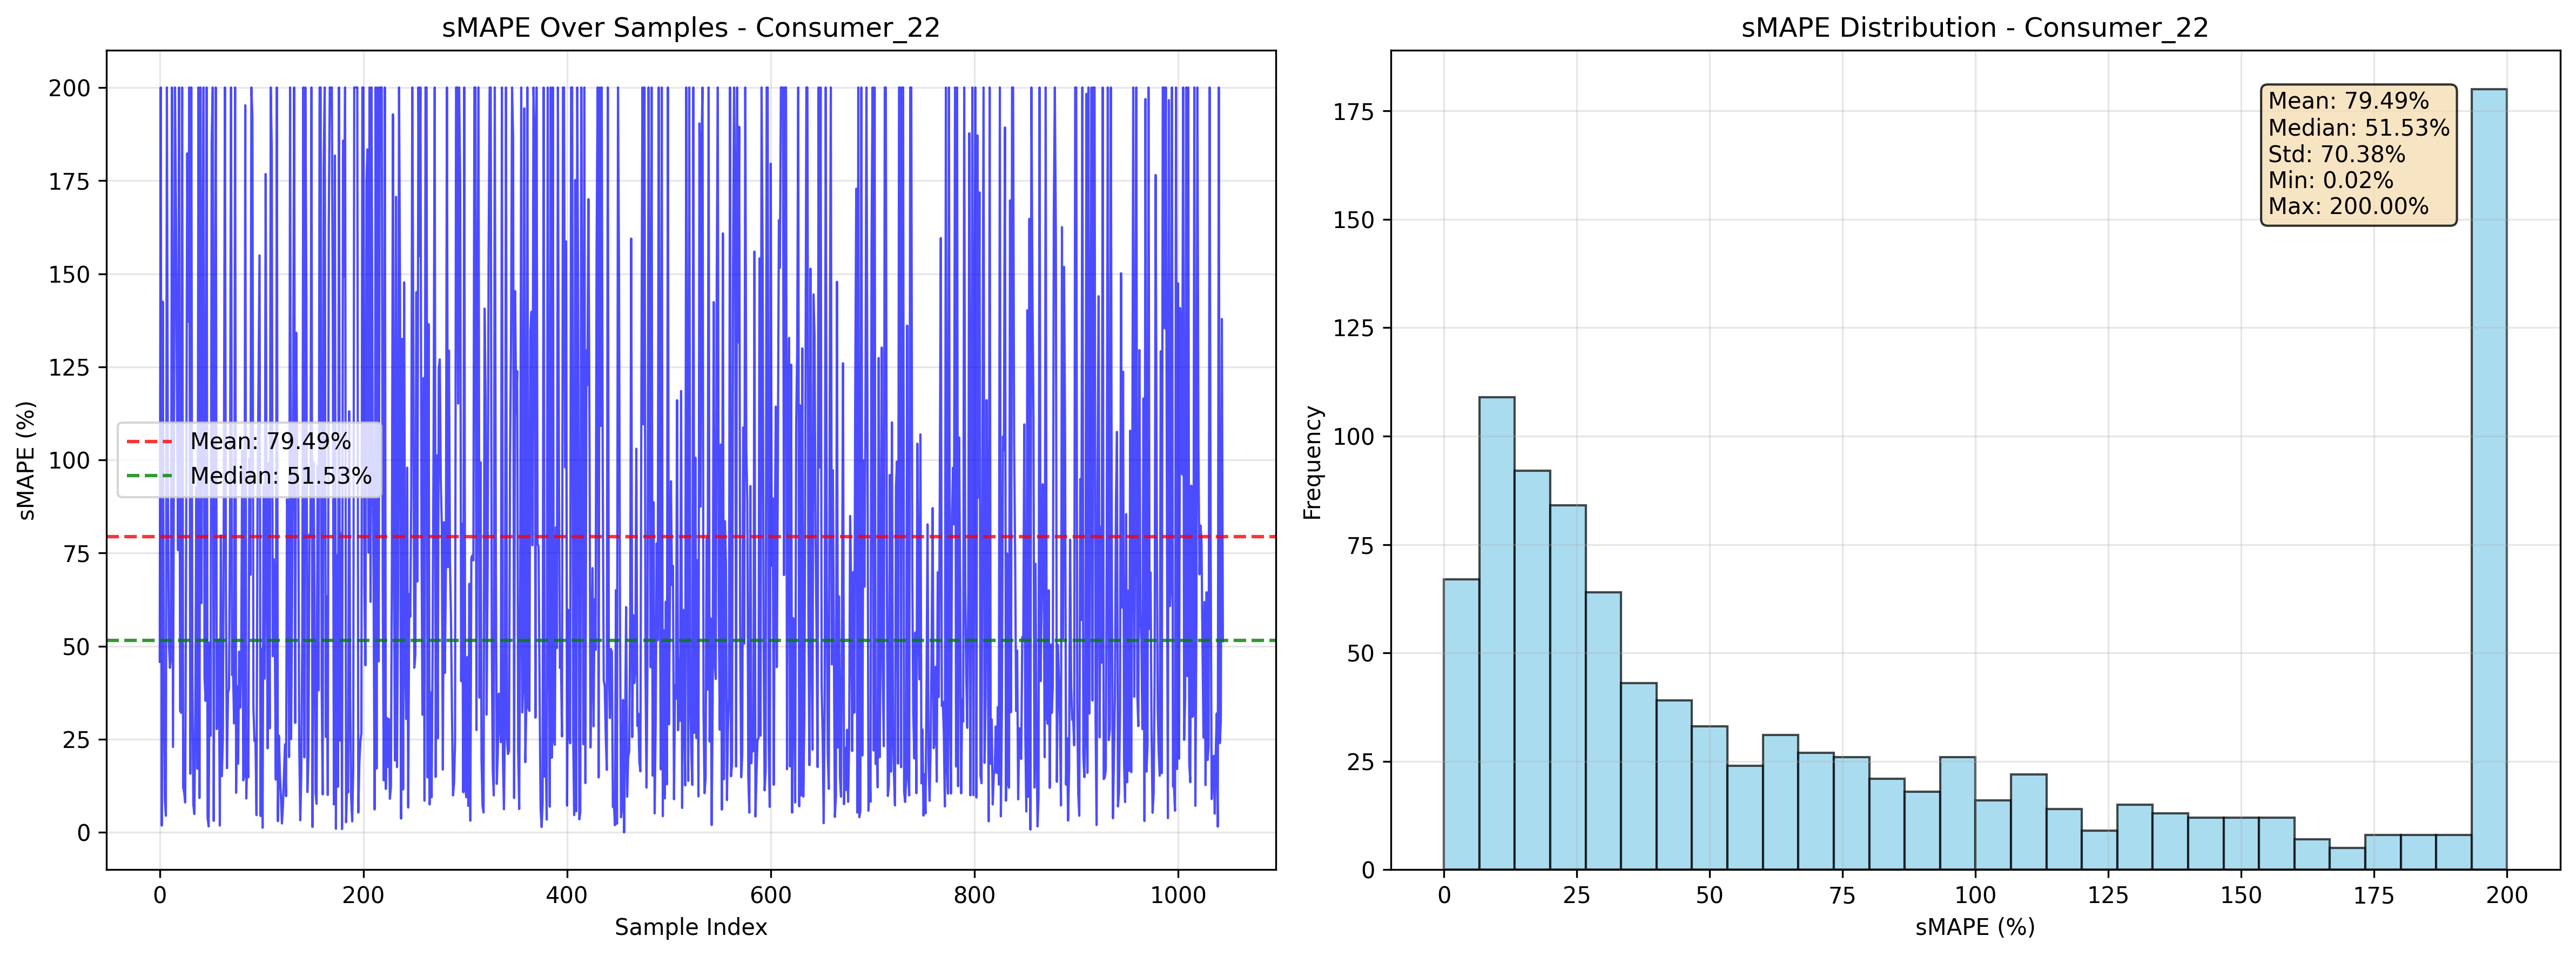 sMAPE Over Samples - Consumer_22
sMAPE (%)
200
175
150
125
100
75
50
25
0
Mean: 79.49%
Median: 51.53%
0
200
400
600
800
1000
Sample Index
sMAPE Distribution - Consumer_22
Frequency
175
150
125
100
75
50
25
0
Mean: 79.49%
Median: 51.53%
Std: 70.38%
Min: 0.02%
Max: 200.00%
0
25
50
75
100
125
150
175
200
sMAPE (%)